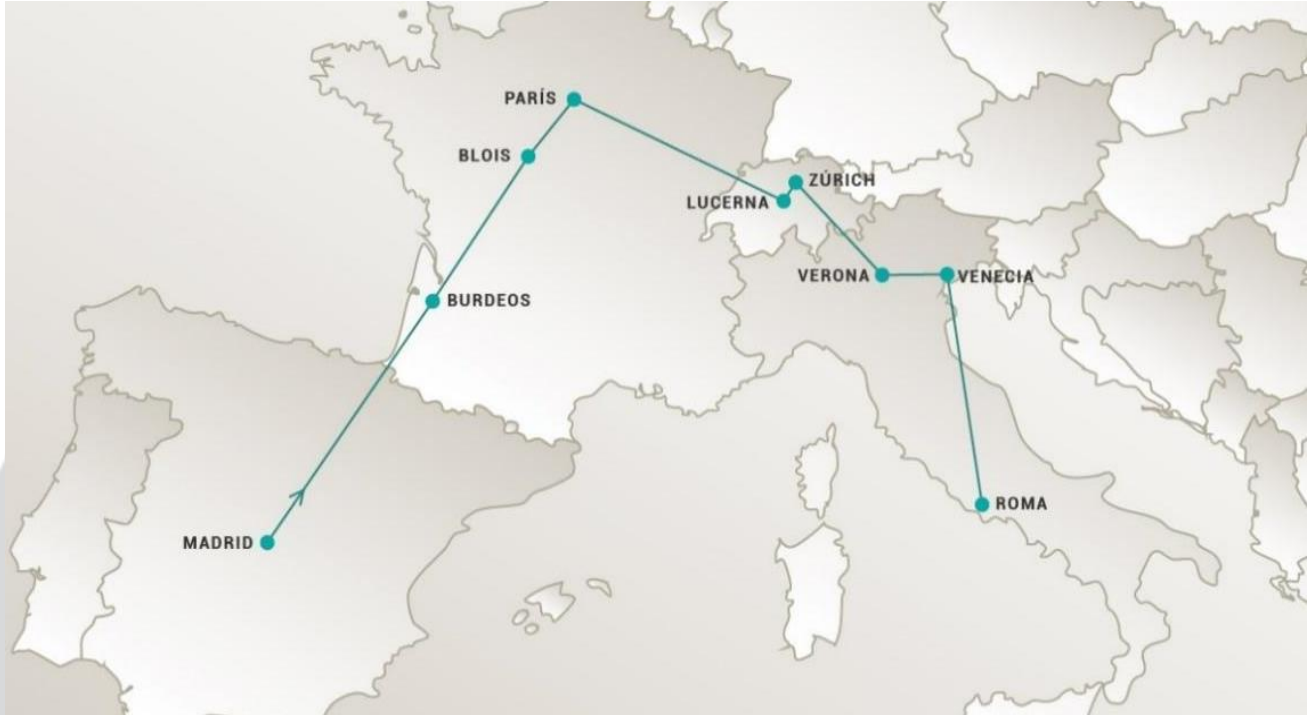 PARÍS
BLOIS
ZÚRICH
LUCERNA
VERONA
VENECIA
BURDEOS
ROMA
MADRID